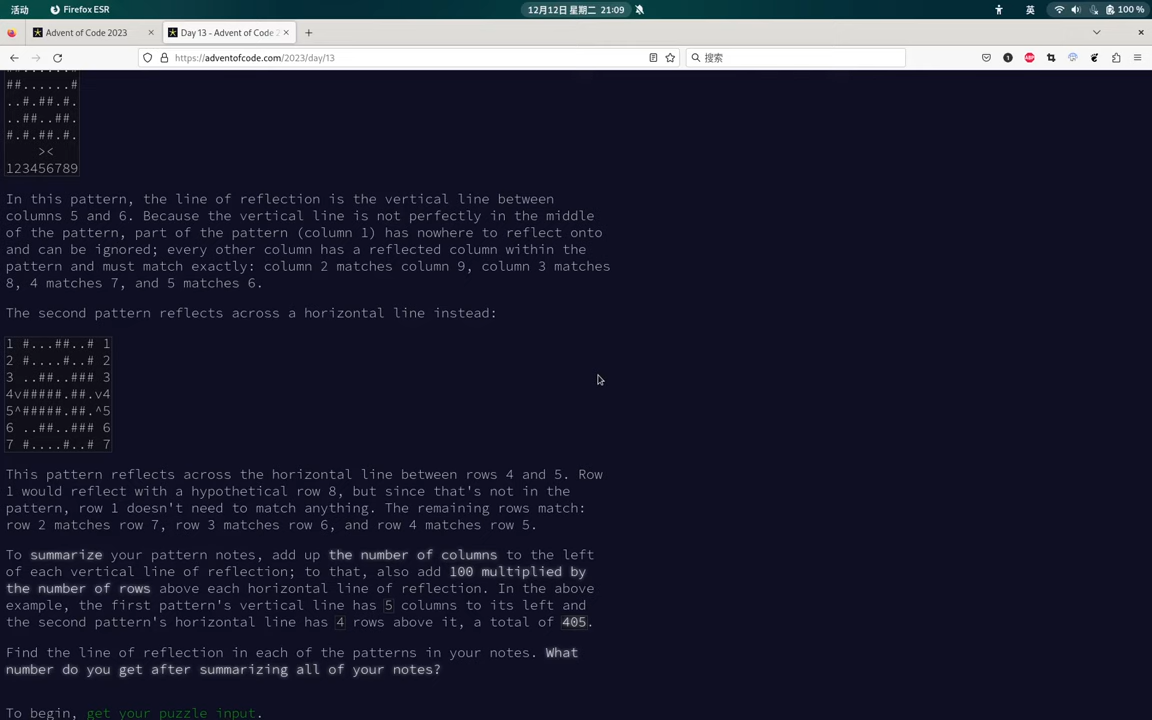 活动 Firefox ESR 12月12日 星期二 21:09 英 100 %
Advent of Code 2023 × Day 13 - Advent of Code 2 × +
https://adventofcode.com/2023/day/13 搜索
##......#
..#.##.#.
..##..##.
#.#.##.#.
><
123456789
In this pattern, the line of reflection is the vertical line between
columns 5 and 6. Because the vertical line is not perfectly in the middle
of the pattern, part of the pattern (column 1) has nowhere to reflect onto
and can be ignored; every other column has a reflected column within the
pattern and must match exactly: column 2 matches column 9, column 3 matches
8, 4 matches 7, and 5 matches 6.
The second pattern reflects across a horizontal line instead:
1 #...##..# 1
2 #....#..# 2
3 ..##..### 3
4v#####.##.v4
5^#####.##.^5
6 ..##..### 6
7 #....#..# 7
This pattern reflects across the horizontal line between rows 4 and 5. Row
1 would reflect with a hypothetical row 8, but since that's not in the
pattern, row 1 doesn't need to match anything. The remaining rows match:
row 2 matches row 7, row 3 matches row 6, and row 4 matches row 5.
To summarize your pattern notes, add up the number of columns to the left
of each vertical line of reflection; to that, also add 100 multiplied by
the number of rows above each horizontal line of reflection. In the above
example, the first pattern's vertical line has 5 columns to its left and
the second pattern's horizontal line has 4 rows above it, a total of 405.
Find the line of reflection in each of the patterns in your notes. What
number do you get after summarizing all of your notes?
To begin, get your puzzle input.